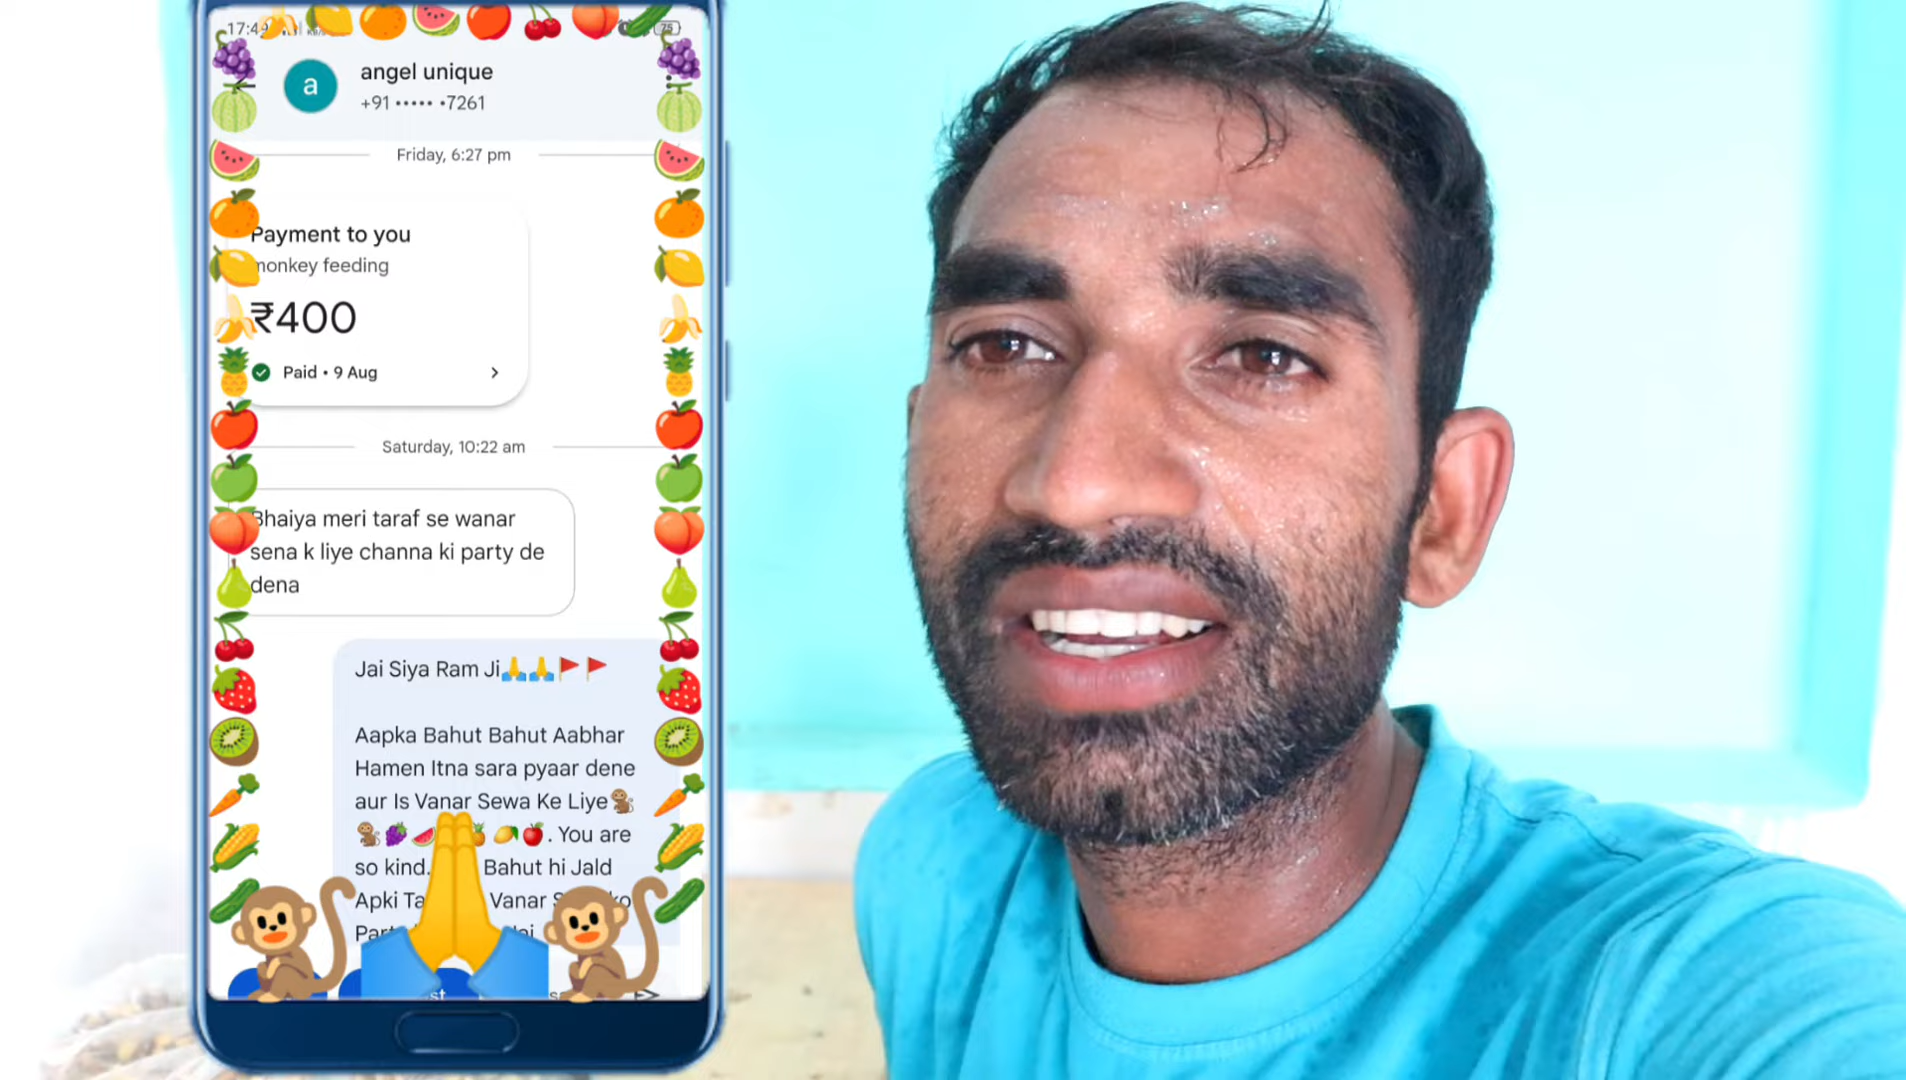 17:4
75
a
angel unique
+91 ••••• •7261
Friday, 6:27 pm
Payment to you
monkey feeding
₹400
Paid • 9 Aug
Saturday, 10:22 am
Bhaiya meri taraf se wanar
sena k liye channa ki party de
dena
Jai Siya Ram Ji🙏🙏🚩🚩
Aapka Bahut Bahut Aabhar
Hamen Itna sara pyaar dene
aur Is Vanar Sewa Ke Liye🐒
🐒🍇🍉🍍🥭🍎. You are
so kind. Bahut hi Jald
Apki Vanar